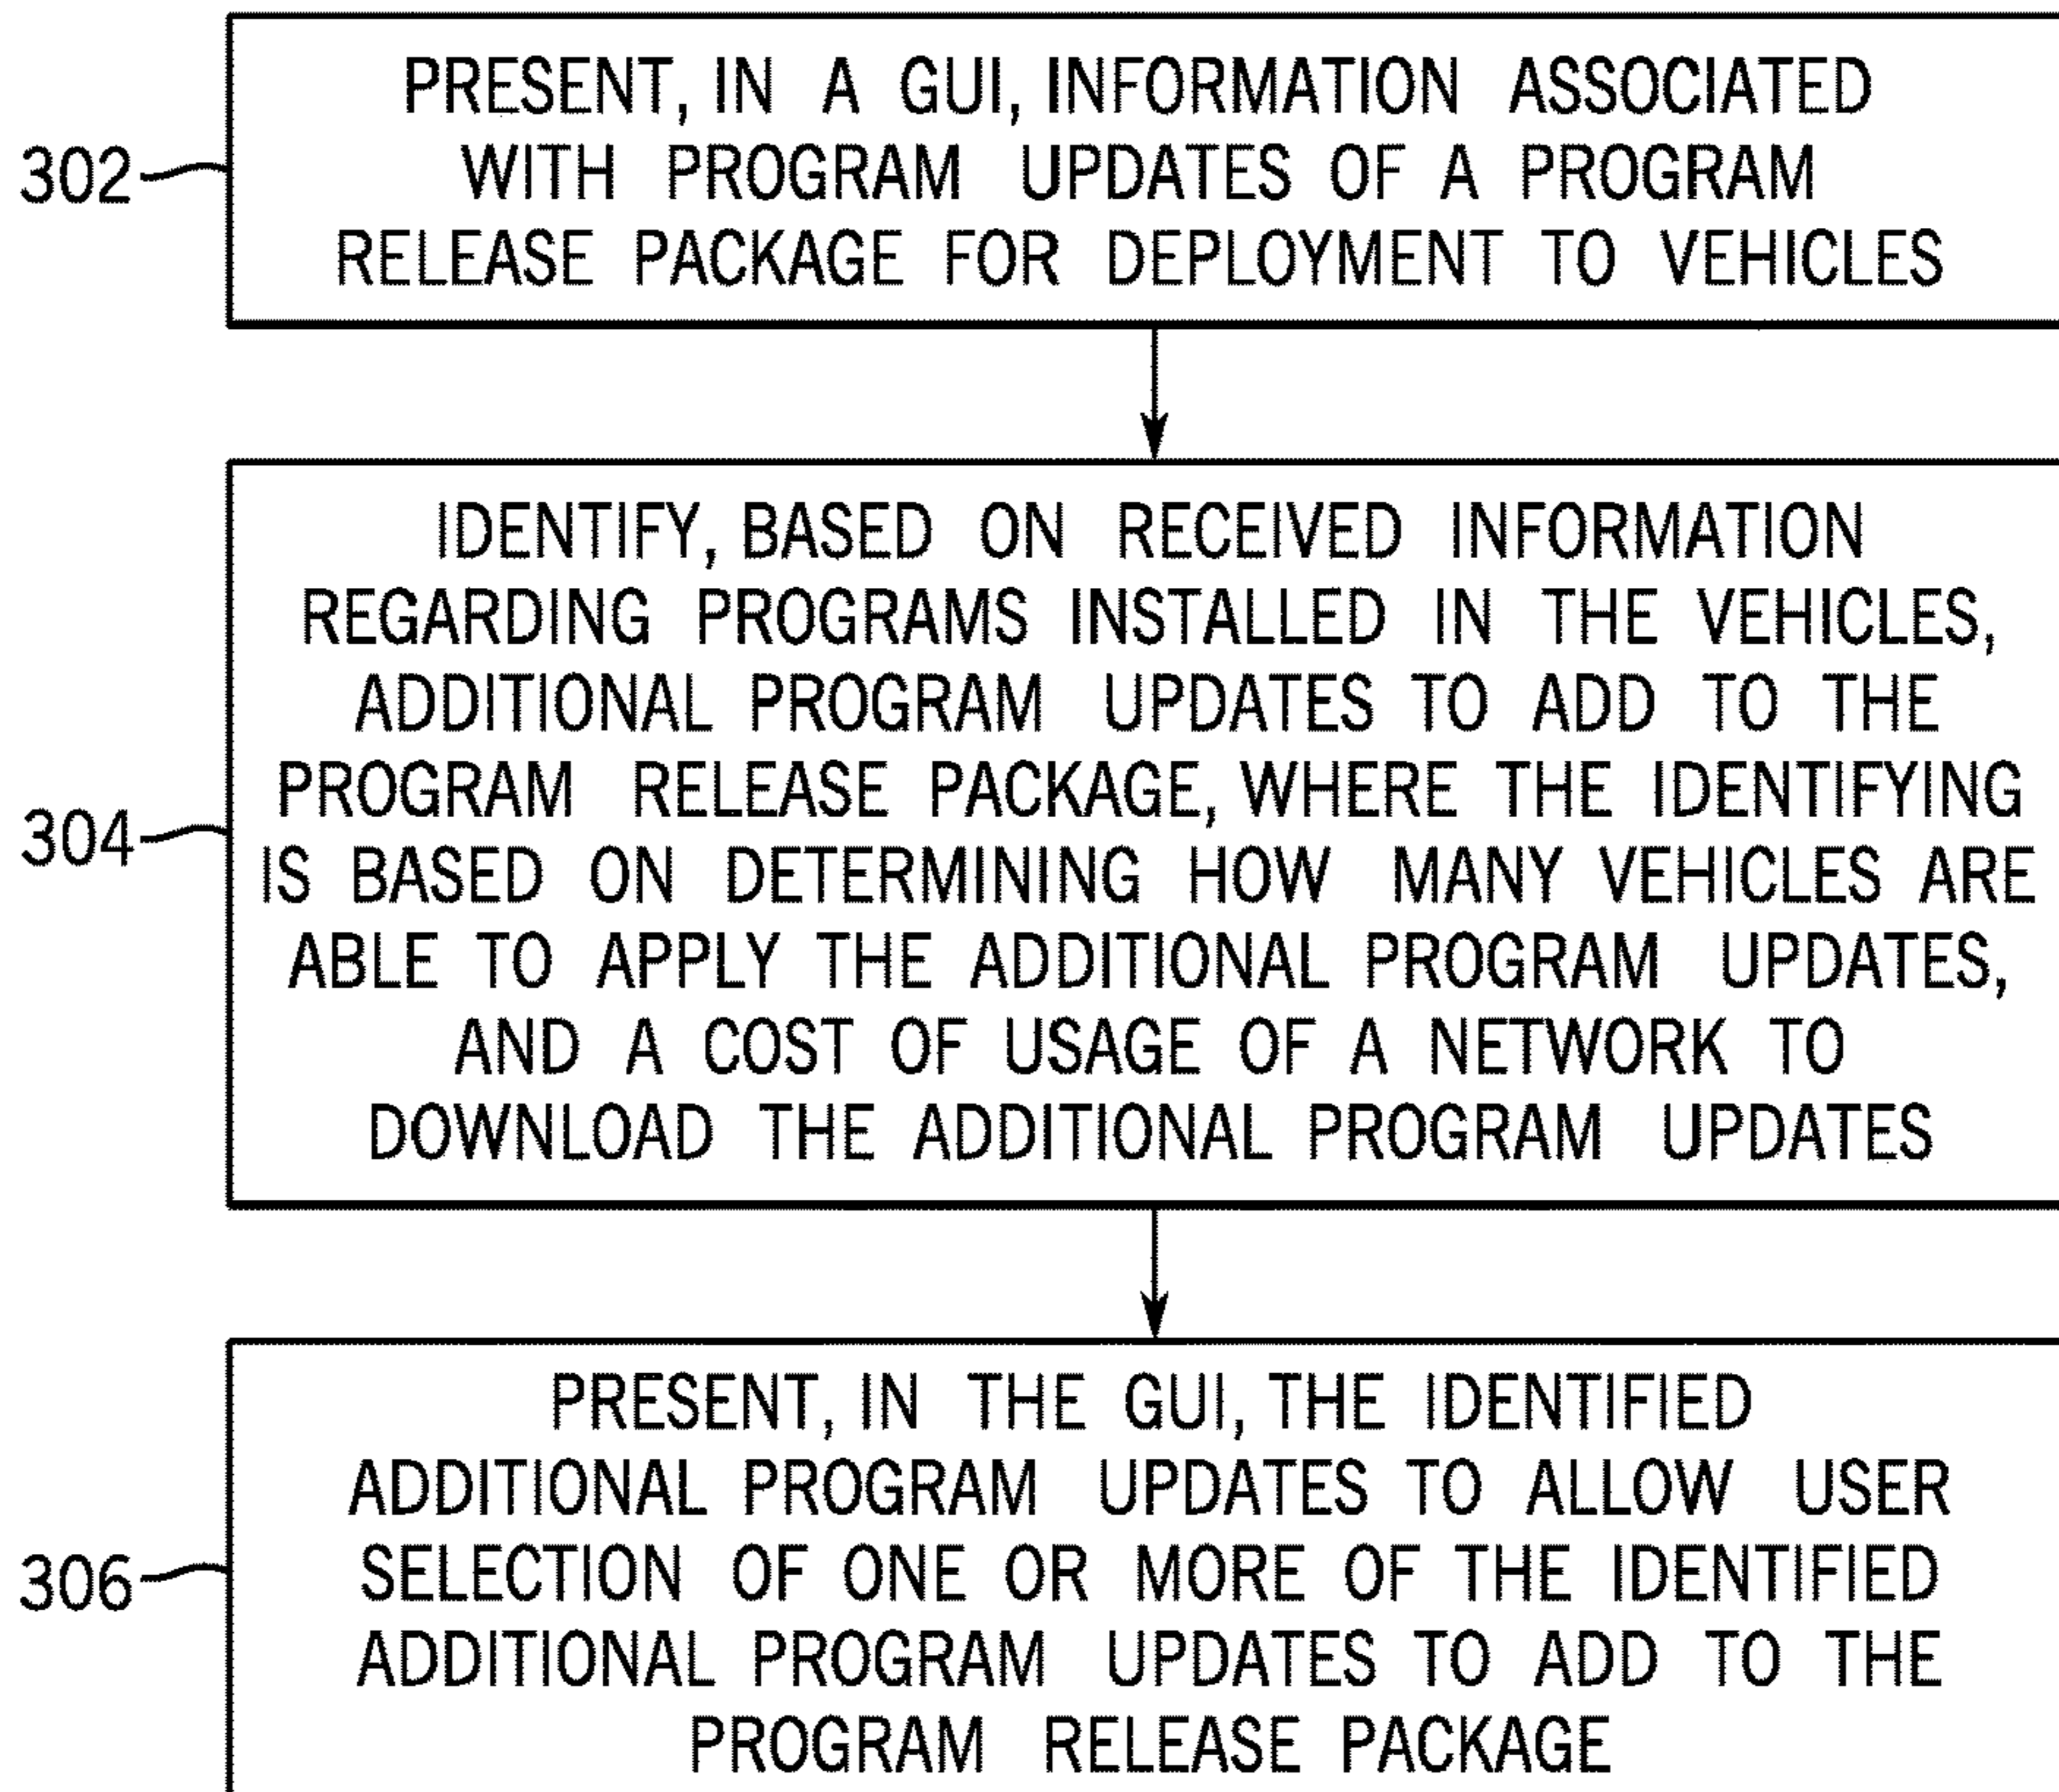 PRESENT, IN A GUI, INFORMATION ASSOCIATED
WITH PROGRAM UPDATES OF A PROGRAM
RELEASE PACKAGE FOR DEPLOYMENT TO VEHICLES
302
IDENTIFY, BASED ON RECEIVED INFORMATION
REGARDING PROGRAMS INSTALLED IN THE VEHICLES,
ADDITIONAL PROGRAM UPDATES TO ADD TO THE
PROGRAM RELEASE PACKAGE, WHERE THE IDENTIFYING
IS BASED ON DETERMINING HOW MANY VEHICLES ARE
ABLE TO APPLY THE ADDITIONAL PROGRAM UPDATES,
AND A COST OF USAGE OF A NETWORK TO
DOWNLOAD THE ADDITIONAL PROGRAM UPDATES
304
PRESENT, IN THE GUI, THE IDENTIFIED
ADDITIONAL PROGRAM UPDATES TO ALLOW USER
SELECTION OF ONE OR MORE OF THE IDENTIFIED
ADDITIONAL PROGRAM UPDATES TO ADD TO THE
PROGRAM RELEASE PACKAGE
306